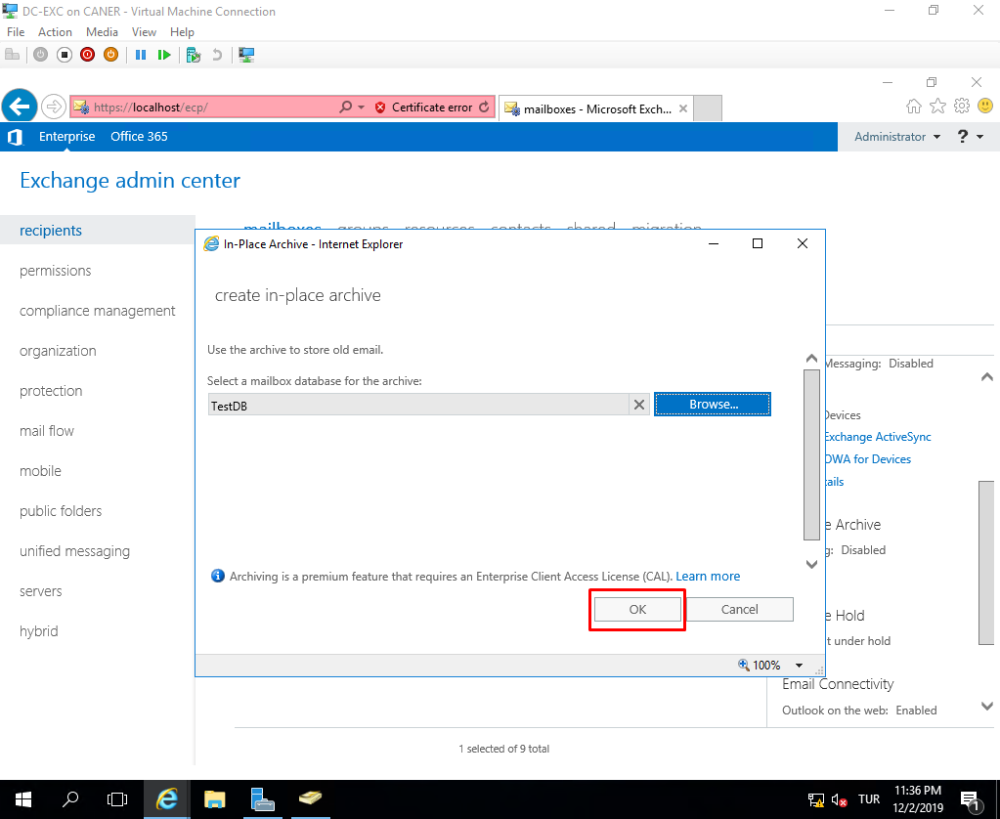 DC-EXC on CANER - Virtual Machine Connection
File Action Media View Help
https://localhost/ecp/ Certificate error mailboxes - Microsoft Exch...
Enterprise Office 365 Administrator ?
Exchange admin center
recipients
permissions
compliance management
organization
protection
mail flow
mobile
public folders
unified messaging
servers
hybrid
mailboxes groups resources contacts shared migration
In-Place Archive - Internet Explorer
create in-place archive
Use the archive to store old email.
Select a mailbox database for the archive:
TestDB Browse...
Archiving is a premium feature that requires an Enterprise Client Access License (CAL). Learn more
OK Cancel
100%
Messaging: Disabled
Devices
Exchange ActiveSync
OWA for Devices
ails
e Archive
g: Disabled
e Hold
t under hold
Email Connectivity
Outlook on the web: Enabled
1 selected of 9 total
TUR
11:36 PM
12/2/2019
1